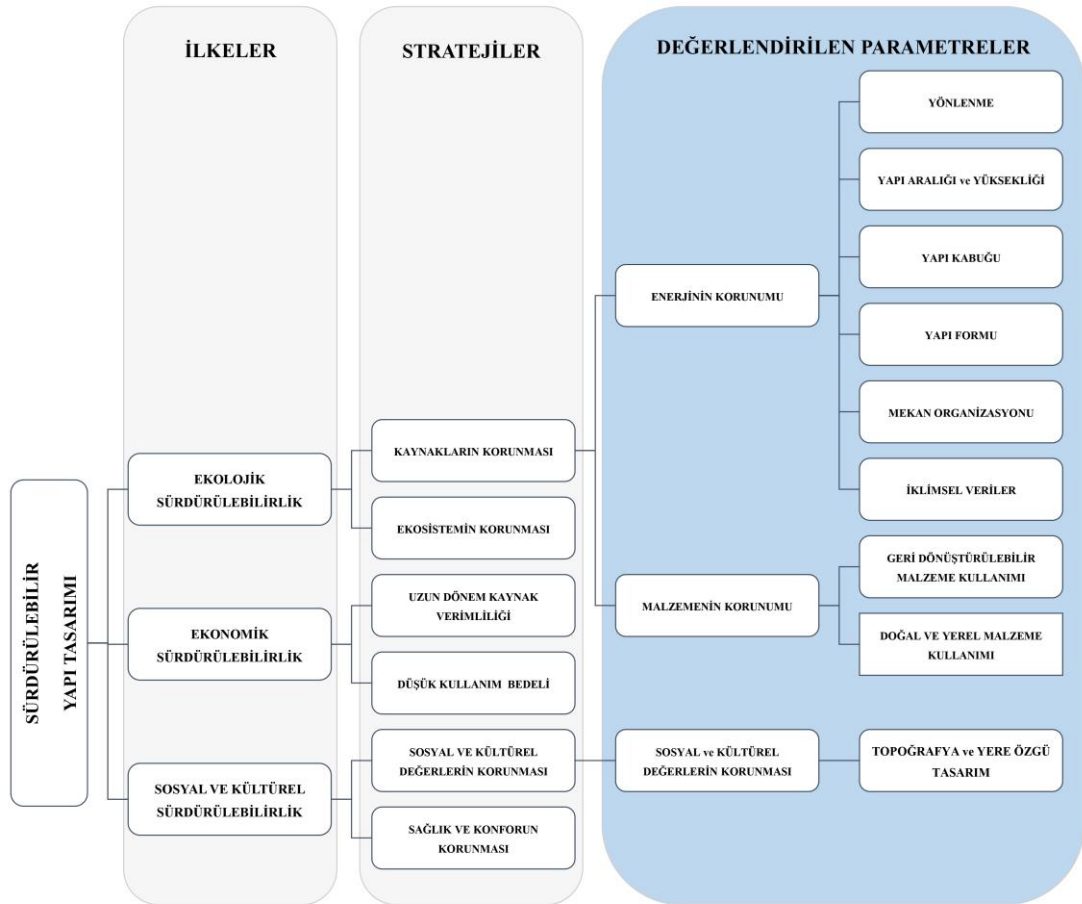 İLKELER
STRATEJİLER
DEĞERLENDİRİLEN PARAMETRELER
SÜRDÜRÜLEBİLİR
YAPI TASARIMI
EKOLOJİK
SÜRDÜRÜLEBİLİRLİK
EKONOMİK
SÜRDÜRÜLEBİLİRLİK
SOSYAL VE KÜLTÜREL
SÜRDÜRÜLEBİLİRLİK
KAYNAKLARIN KORUNMASI
EKOSİSTEMİN KORUNMASI
UZUN DÖNEM KAYNAK
VERİMLİLİĞİ
DÜŞÜK KULLANIM BEDELİ
SOSYAL VE KÜLTÜREL
DEĞERLERİN KORUNMASI
SAĞLIK VE KONFORUN
KORUNMASI
ENERJİNİN KORUNUMU
MALZEMENİN KORUNUMU
SOSYAL ve KÜLTÜREL
DEĞERLERİN KORUNMASI
YÖNLENME
YAPI ARALIĞI ve YÜKSEKLİĞİ
YAPI KABUĞU
YAPI FORMU
MEKAN ORGANİZASYONU
İKLİMSEL VERİLER
GERİ DÖNÜŞTÜRÜLEBİLİR
MALZEME KULLANIMI
DOĞAL VE YEREL MALZEME
KULLANIMI
TOPOĞRAFYA ve YERE ÖZGÜ
TASARIM